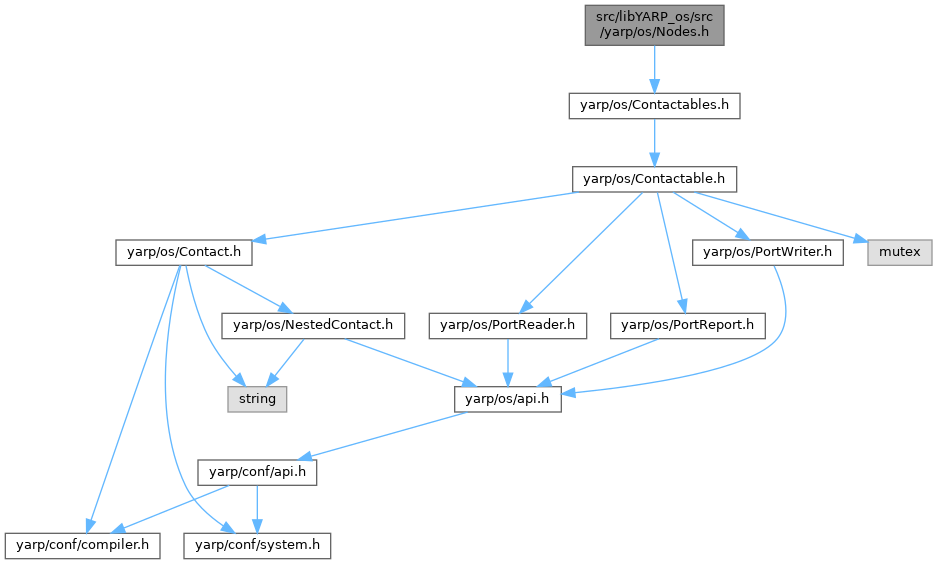 src/libYARP_os/src
/yarp/os/Nodes.h
yarp/os/Contactables.h
yarp/os/Contactable.h
yarp/os/Contact.h
yarp/os/PortWriter.h
mutex
yarp/os/NestedContact.h
yarp/os/PortReader.h
yarp/os/PortReport.h
string
yarp/os/api.h
yarp/conf/api.h
yarp/conf/compiler.h
yarp/conf/system.h